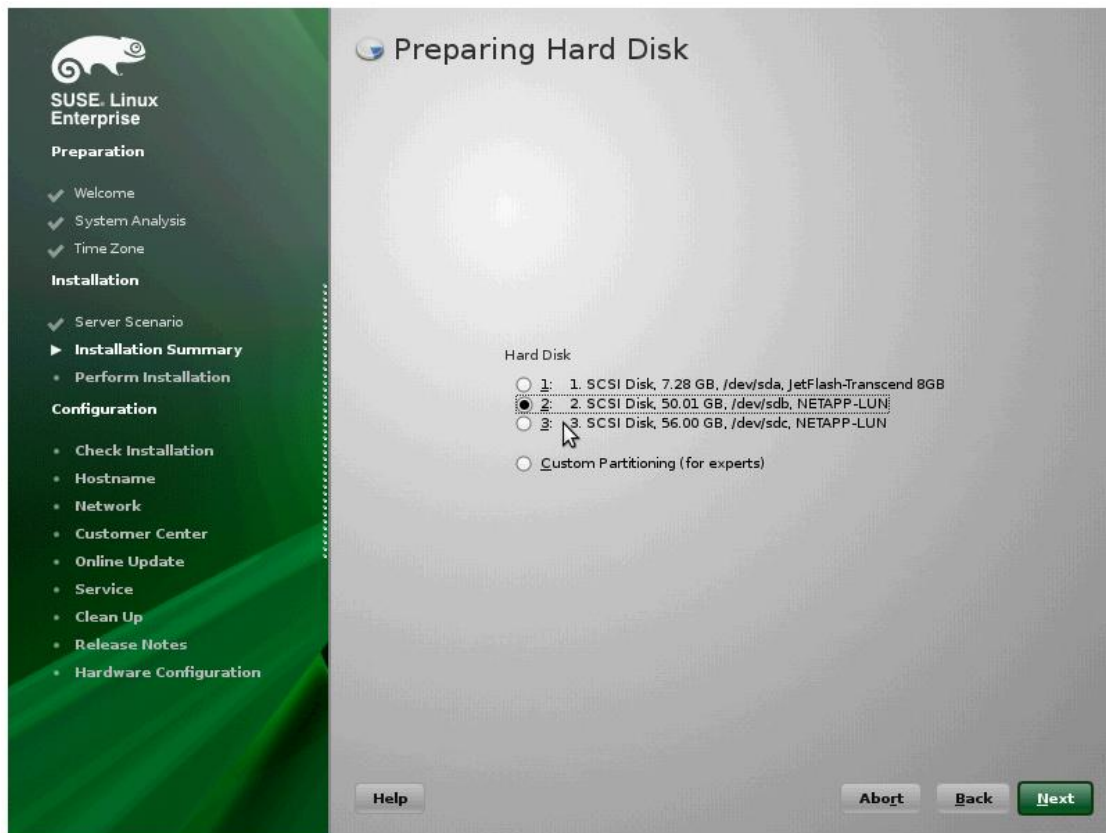 SUSE. Linux
Enterprise
Preparation
Welcome
System Analysis
Time Zone
Installation
Server Scenario
Installation Summary
Perform Installation
Configuration
Check Installation
Hostname
Network
Customer Center
Online Update
Service
Clean Up
Release Notes
Hardware Configuration
Preparing Hard Disk
Hard Disk
1: 1. SCSI Disk, 7.28 GB, /dev/sda, JetFlash-Transcend 8GB
2: 2. SCSI Disk, 50.01 GB, /dev/sdb, NETAPP-LUN
3: 3. SCSI Disk, 56.00 GB, /dev/sdc, NETAPP-LUN
Custom Partitioning (for experts)
Help
Abort
Back
Next